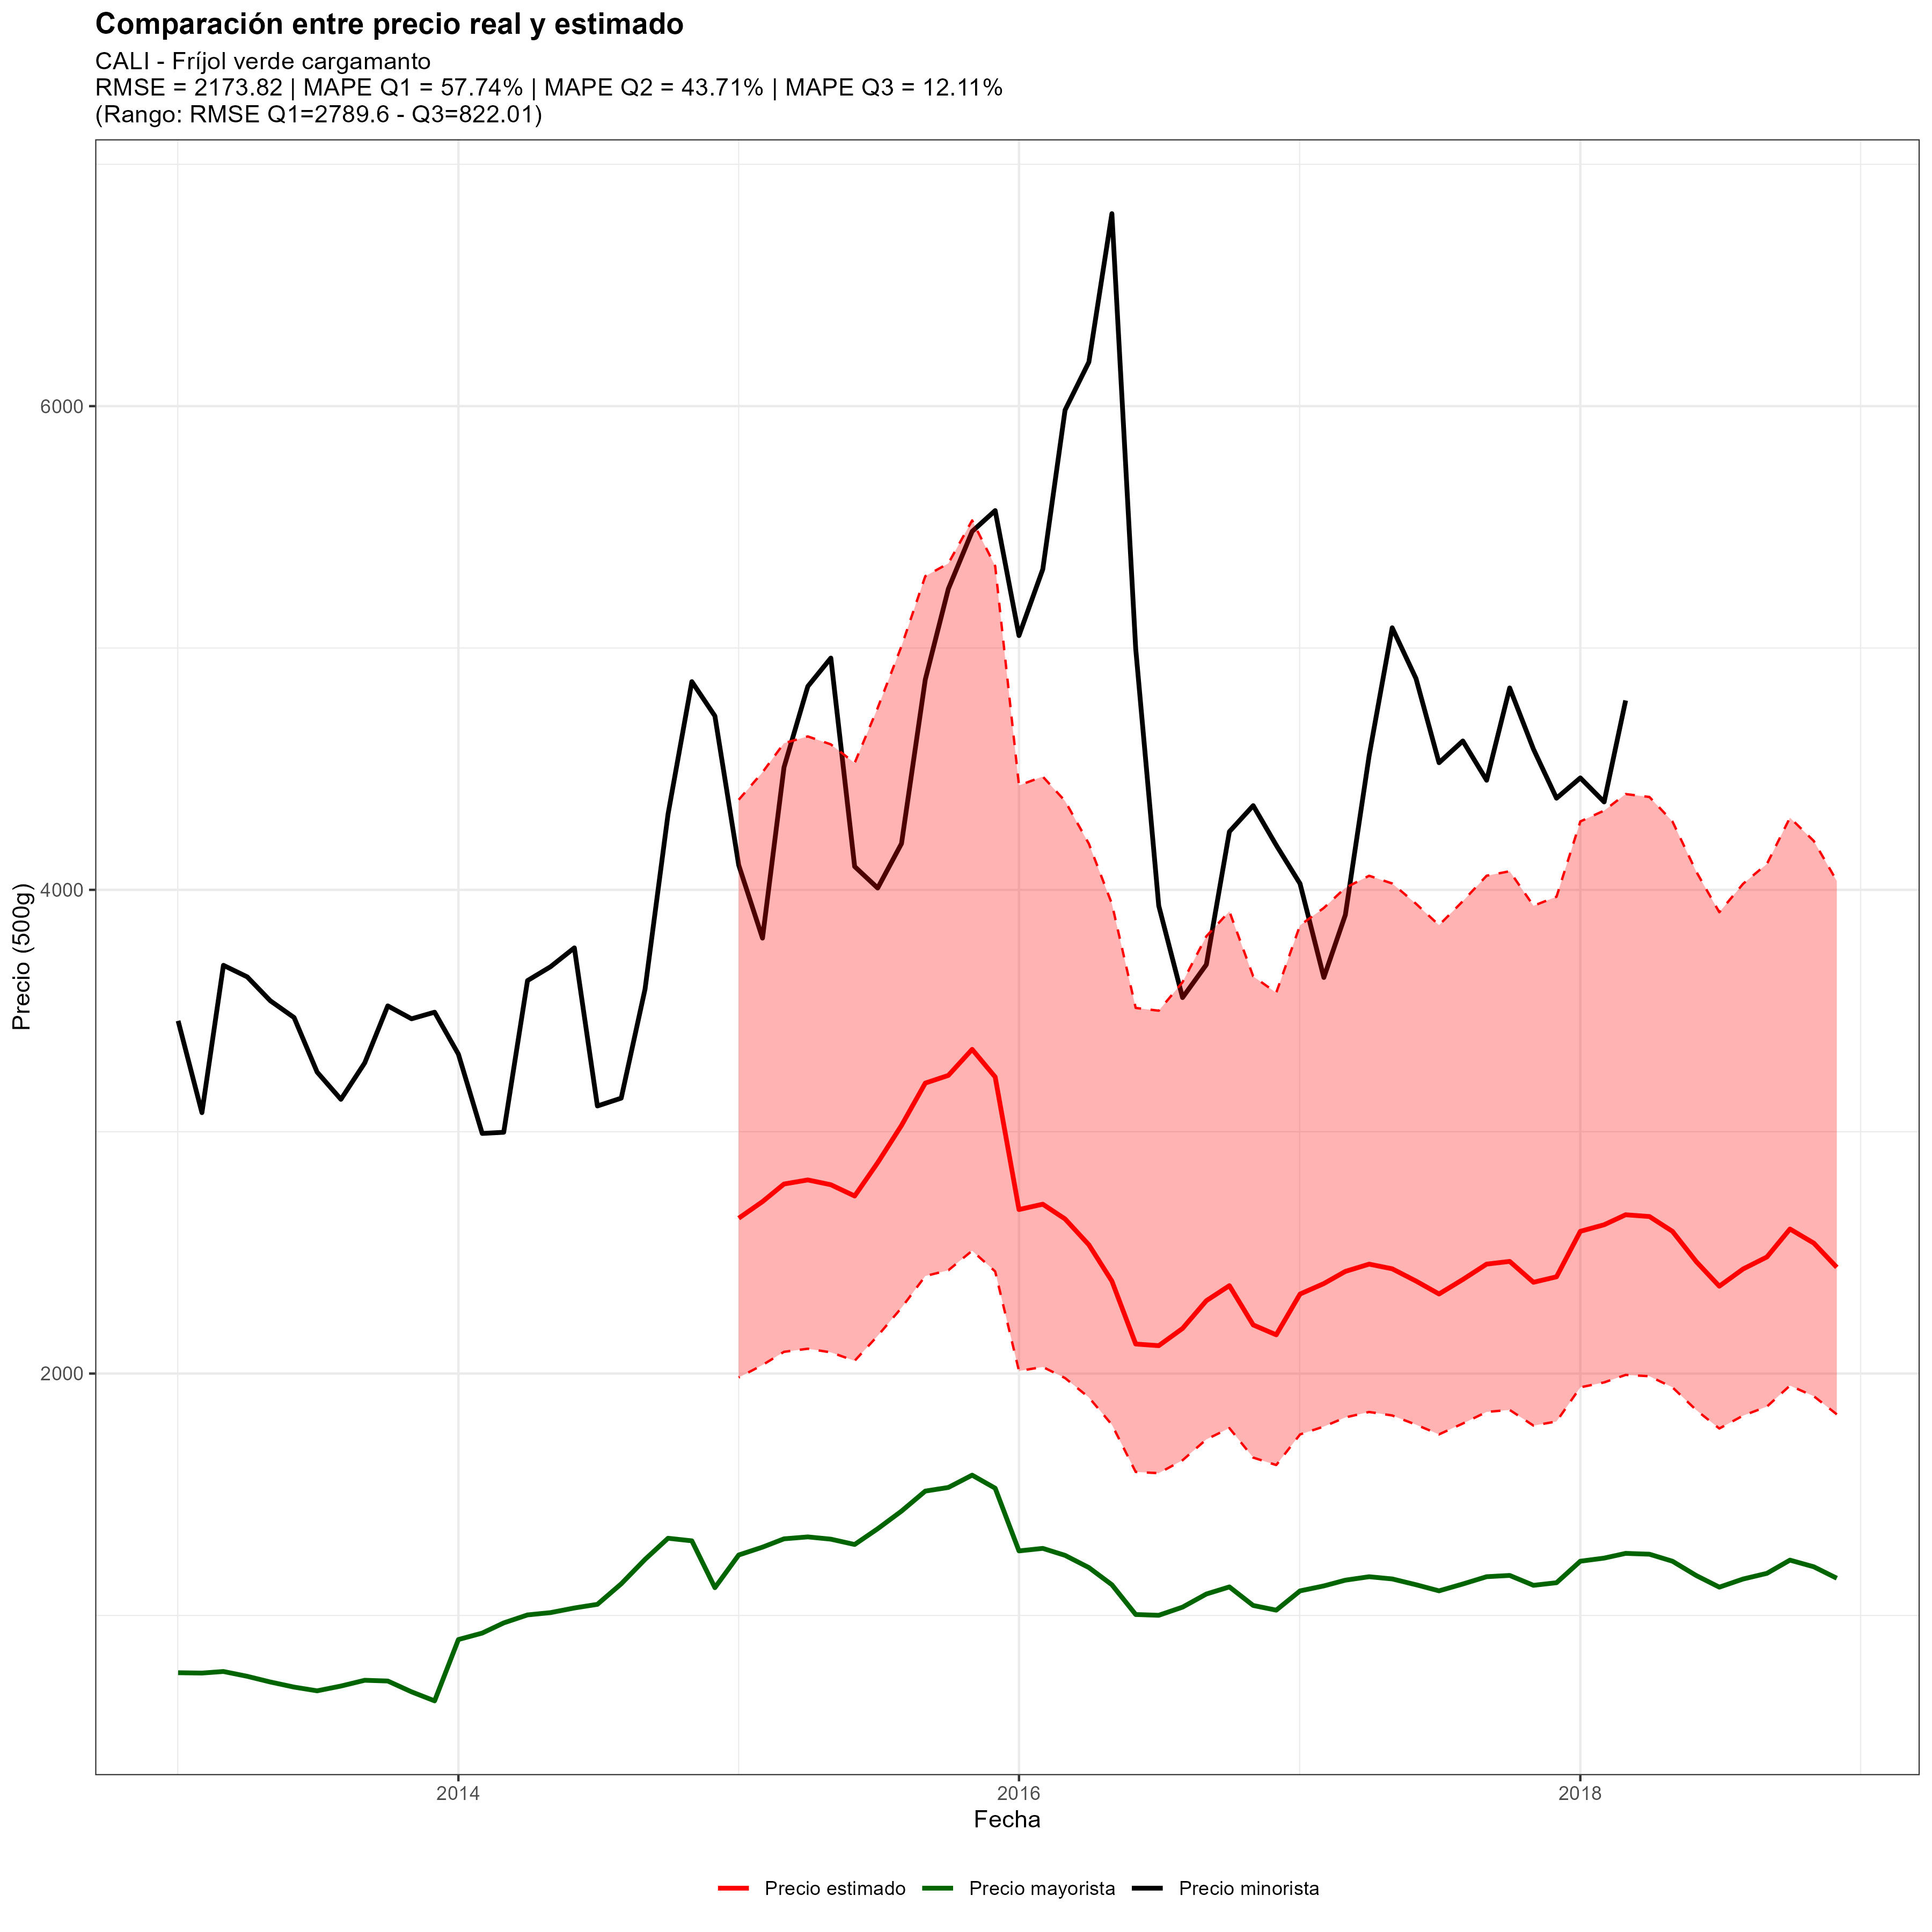 Comparación entre precio real y estimado
CALI - Fríjol verde cargamanto
RMSE = 2173.82 | MAPE Q1 = 57.74% | MAPE Q2 = 43.71% | MAPE Q3 = 12.11%
(Rango: RMSE Q1=2789.6 - Q3=822.01)
Precio (500g)
6000
4000
2000
2014
2016
2018
Fecha
Precio estimado
Precio mayorista
Precio minorista